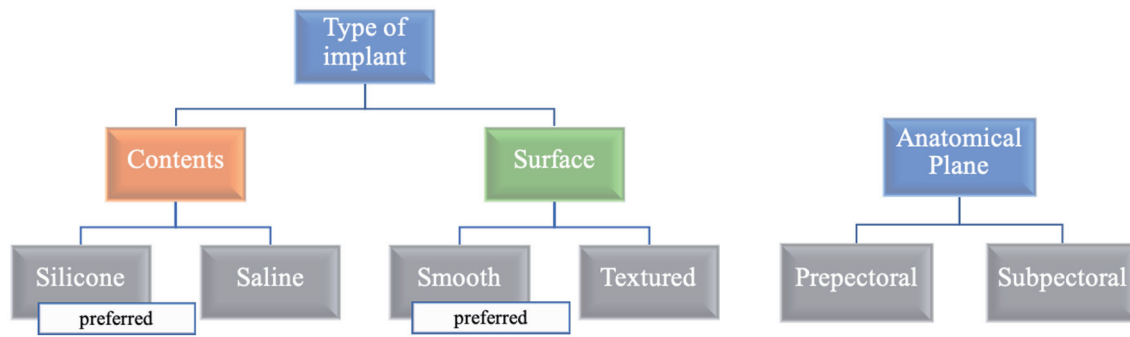 Type of
implant
Contents
Surface
Anatomical
Plane
Silicone
Saline
Smooth
Textured
Prepectoral
Subpectoral
preferred
preferred